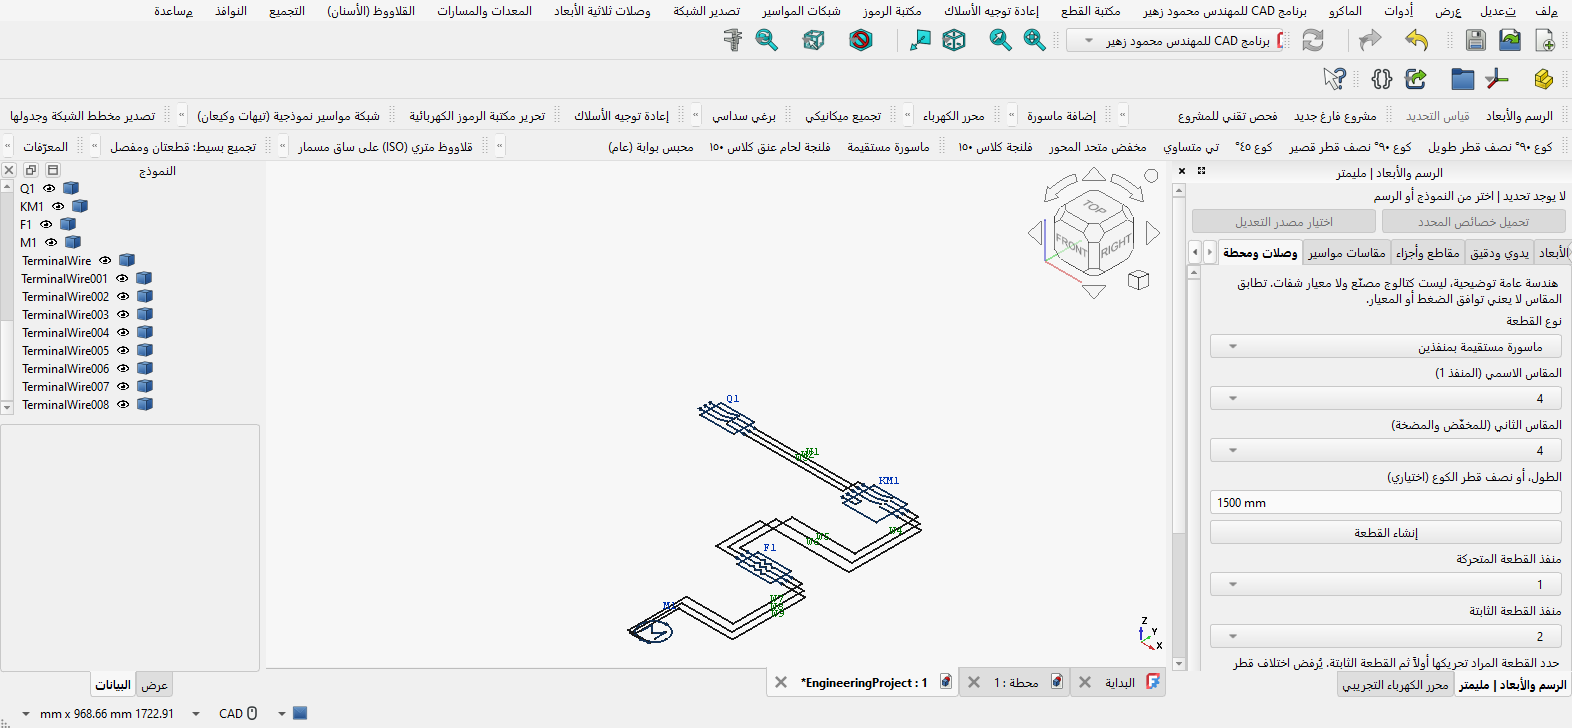 ملف تعديل عرض أدوات الماكرو برنامج CAD للمهندس محمود زهير مكتبة القطع إعادة توجيه الأسلاك مكتبة الرموز شبكات المواسير تصدير الشبكة وصلات ثلاثية الأبعاد المعدات والمسارات القلاووظ (الأسنان) التجميع النوافذ مساعدة
برنامج CAD للمهندس محمود زهير
الرسم والأبعاد قياس التحديد مشروع فارغ جديد فحص تقني للمشروع » إضافة ماسورة » محرر الكهرباء » تجميع ميكانيكي برغي سداسي » إعادة توجيه الأسلاك تحرير مكتبة الرموز الكهربائية شبكة مواسير نموذجية (تيهات وكيعان) » تصدير مخطط الشبكة وجدولها
كوع ٩٠° نصف قطر طويل كوع ٩٠° نصف قطر قصير كوع ٤٥° تي متساوي مخفض متحد المحور فلنجة كلاس ١٥٠ ماسورة مستقيمة فلنجة لحام عنق كلاس ١٥٠ محبس بوابة (عام) » قلاووظ متري (ISO) على ساق مسمار » تجميع بسيط: قطعتان ومفصل » المعرّفات »
النموذج
Q1
KM1
F1
M1
TerminalWire
TerminalWire001
TerminalWire002
TerminalWire003
TerminalWire004
TerminalWire005
TerminalWire006
TerminalWire007
TerminalWire008
عرض البيانات
TOP
FRONT
RIGHT
Q1
KM1
W4
W5
W6
F1
W7
W8
W9
Z
Y
X
البداية
محطة : 1
EngineeringProject : 1*
الرسم والأبعاد | مليمتر
لا يوجد تحديد | اختر من النموذج أو الرسم
تحميل خصائص المحدد اختيار مصدر التعديل
الأبعاد يدوي ودقيق مقاطع وأجزاء مقاسات مواسير وصلات ومحطة
هندسة عامة توضيحية، ليست كتالوج مصنّع ولا معيار شفات. تطابق
المقاس لا يعني توافق الضغط أو المعيار.
نوع القطعة
ماسورة مستقيمة بمنفذين
المقاس الاسمي (المنفذ 1)
4
المقاس الثاني (للمخفّض والمضخة)
4
الطول، أو نصف قطر الكوع (اختياري)
1500 mm
إنشاء القطعة
منفذ القطعة المتحركة
1
منفذ القطعة الثابتة
2
حدد القطعة المراد تحريكها أولاً ثم القطعة الثابتة. يُرفض اختلاف قطر
الرسم والأبعاد | مليمتر محرر الكهرباء التجريبي
mm x 968.66 mm 1722.91 CAD